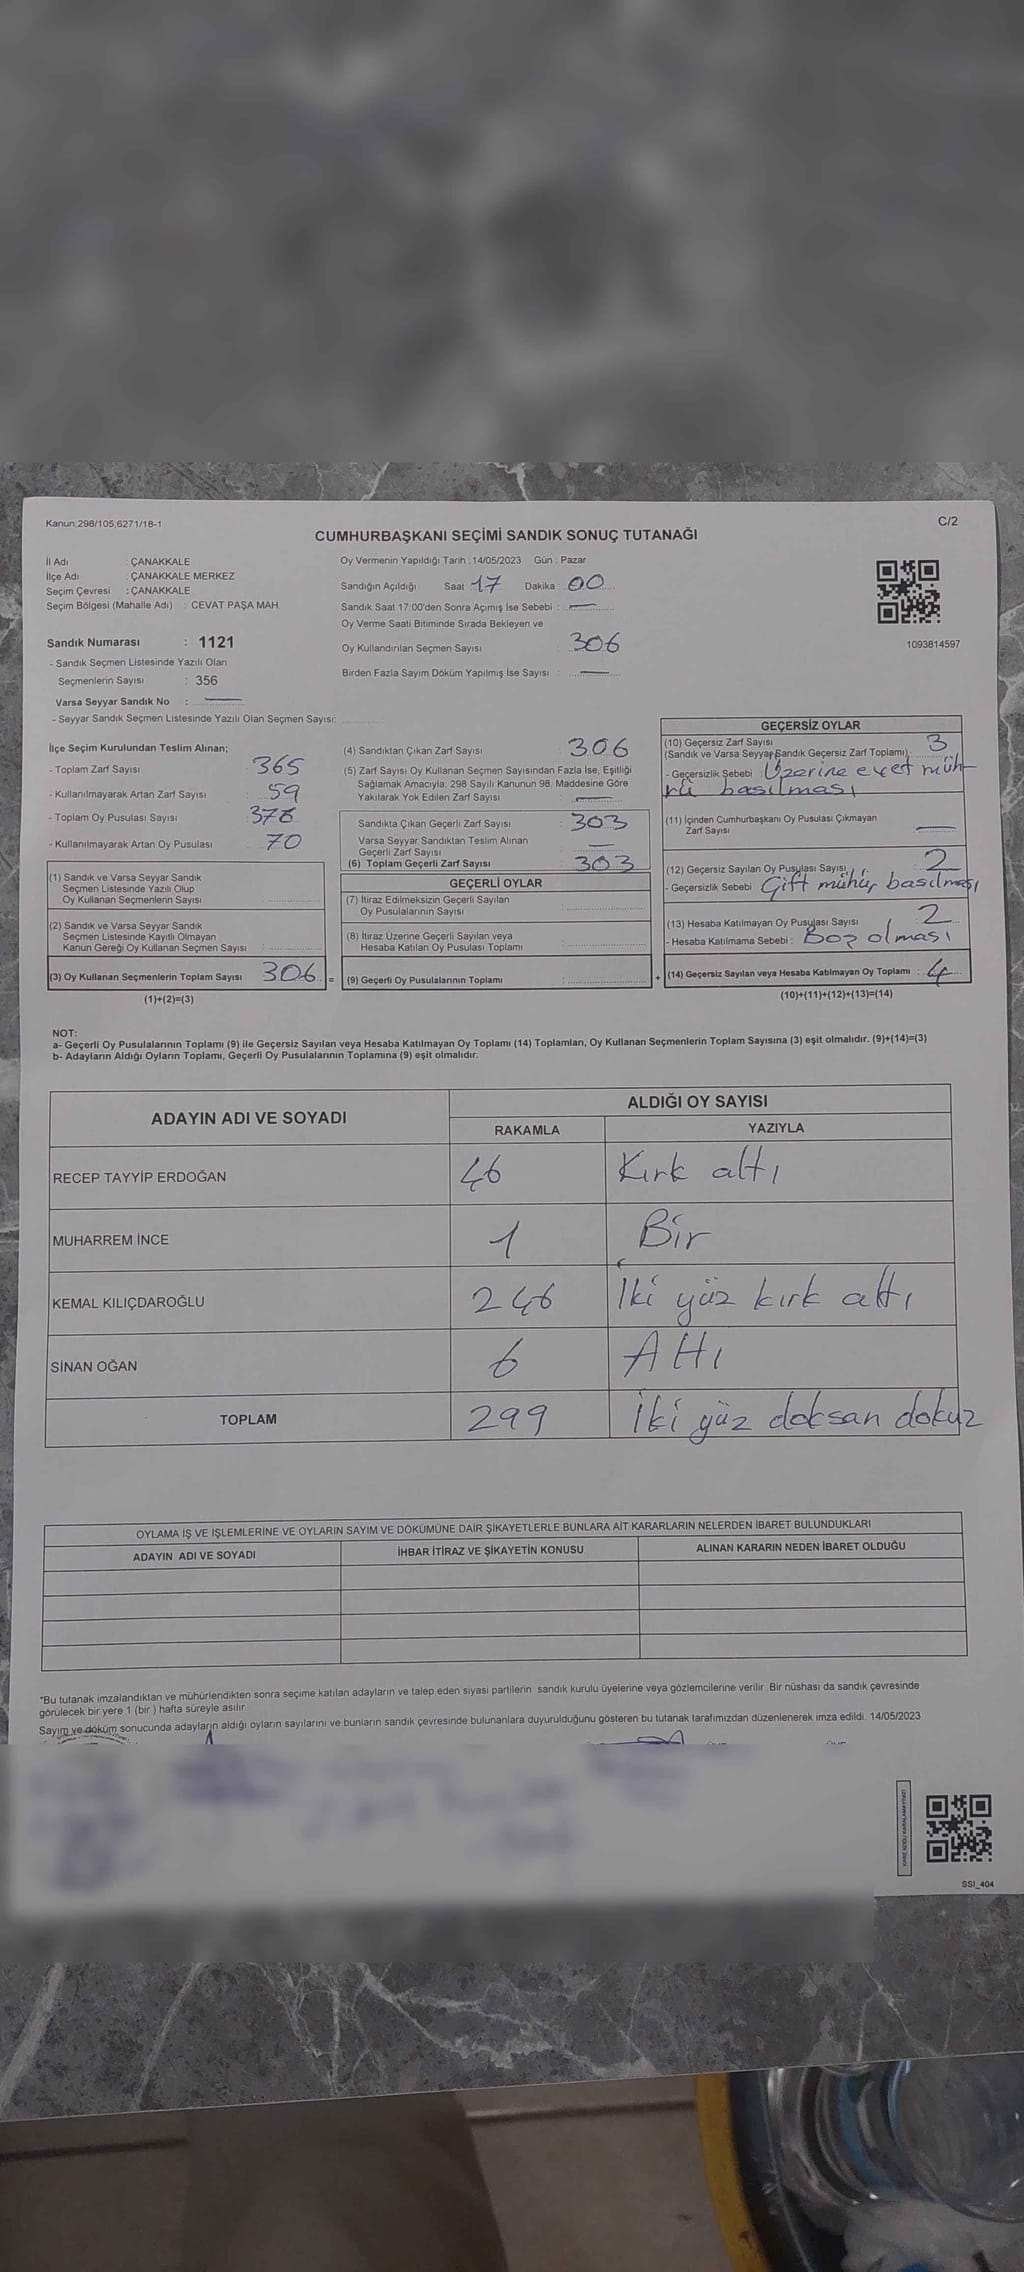 Kanun;298/105;6271/18-1
C/2
CUMHURBAŞKANI SEÇİMİ SANDIK SONUÇ TUTANAĞI
İl Adı : ÇANAKKALE
İlçe Adı : ÇANAKKALE MERKEZ
Seçim Çevresi : ÇANAKKALE
Seçim Bölgesi (Mahalle Adı) : CEVAT PAŞA MAH.
Sandık Numarası : 1121
- Sandık Seçmen Listesinde Yazılı Olan
Seçmenlerin Sayısı : 356
Varsa Seyyar Sandık No : —
- Seyyar Sandık Seçmen Listesinde Yazılı Olan Seçmen Sayısı:
Oy Vermenin Yapıldığı Tarih :14/05/2023 Gün : Pazar
Sandığın Açıldığı Saat 17 Dakika 00
Sandık Saat 17:00'den Sonra Açımış İse Sebebi : —
Oy Verme Saati Bitiminde Sırada Bekleyen ve
Oy Kullandırılan Seçmen Sayısı : 306
Birden Fazla Sayım Döküm Yapılmış İse Sayısı : —
1093814597
İlçe Seçim Kurulundan Teslim Alınan;
- Toplam Zarf Sayısı : 365
- Kullanılmayarak Artan Zarf Sayısı : 59
- Toplam Oy Pusulası Sayısı : 376
- Kullanılmayarak Artan Oy Pusulası : 70
(1) Sandık ve Varsa Seyyar Sandık
Seçmen Listesinde Yazılı Olup
Oy Kullanan Seçmenlerin Sayısı :
(2) Sandık ve Varsa Seyyar Sandık
Seçmen Listesinde Kayıtlı Olmayan
Kanun Gereği Oy Kullanan Seçmen Sayısı :
(3) Oy Kullanan Seçmenlerin Toplam Sayısı : 306 =
(1)+(2)=(3)
(4) Sandıktan Çıkan Zarf Sayısı : 306
(5) Zarf Sayısı Oy Kullanan Seçmen Sayısından Fazla İse, Eşitliği
Sağlamak Amacıyla, 298 Sayılı Kanunun 98. Maddesine Göre
Yakılarak Yok Edilen Zarf Sayısı : —
Sandıkta Çıkan Geçerli Zarf Sayısı : 303
Varsa Seyyar Sandıktan Teslim Alınan
Geçerli Zarf Sayısı : —
(6) Toplam Geçerli Zarf Sayısı : 303
GEÇERLİ OYLAR
(7) İtiraz Edilmeksizin Geçerli Sayılan
Oy Pusulalarının Sayısı :
(8) İtiraz Üzerine Geçerli Sayılan veya
Hesaba Katılan Oy Pusulası Toplamı :
(9) Geçerli Oy Pusulalarının Toplamı : +
GEÇERSİZ OYLAR
(10) Geçersiz Zarf Sayısı
(Sandık ve Varsa Seyyar Sandık Geçersiz Zarf Toplamı) : 3
- Geçersizlik Sebebi : Üzerine evet müh-
rü basılması
(11) İçinden Cumhurbaşkanı Oy Pusulası Çıkmayan
Zarf Sayısı : —
(12) Geçersiz Sayılan Oy Pusulası Sayısı : 2
- Geçersizlik Sebebi : Çift mühür basılması
(13) Hesaba Katılmayan Oy Pusulası Sayısı : 2
- Hesaba Katılmama Sebebi : Boş olması
(14) Geçersiz Sayılan veya Hesaba Katılmayan Oy Toplamı : 4
(10)+(11)+(12)+(13)=(14)
NOT:
a- Geçerli Oy Pusulalarının Toplamı (9) ile Geçersiz Sayılan veya Hesaba Katılmayan Oy Toplamı (14) Toplamları, Oy Kullanan Seçmenlerin Toplam Sayısına (3) eşit olmalıdır. (9)+(14)=(3)
b- Adayların Aldığı Oyların Toplamı, Geçerli Oy Pusulalarının Toplamına (9) eşit olmalıdır.
ADAYIN ADI VE SOYADI
ALDIĞI OY SAYISI
RAKAMLA YAZIYLA
RECEP TAYYİP ERDOĞAN 46 Kırk altı
MUHARREM İNCE 1 Bir
KEMAL KILIÇDAROĞLU 246 İki yüz kırk altı
SİNAN OĞAN 6 Altı
TOPLAM 299 İki yüz doksan dokuz
OYLAMA İŞ VE İŞLEMLERİNE VE OYLARIN SAYIM VE DÖKÜMÜNE DAİR ŞİKAYETLERLE BUNLARA AİT KARARLARIN NELERDEN İBARET BULUNDUKLARI
ADAYIN ADI VE SOYADI İHBAR İTİRAZ VE ŞİKAYETİN KONUSU ALINAN KARARIN NEDEN İBARET OLDUĞU
*Bu tutanak imzalandıktan ve mühürlendikten sonra seçime katılan adayların ve talep eden siyasi partilerin sandık kurulu üyelerine veya gözlemcilerine verilir. Bir nüshası da sandık çevresinde
görülecek bir yere 1 (bir ) hafta süreyle asılır.
Sayım ve döküm sonucunda adayların aldığı oyların sayılarını ve bunların sandık çevresinde bulunanlara duyurulduğunu gösteren bu tutanak tarafımızdan düzenlenerek imza edildi. 14/05/2023
KARE KODU KARALAMAYINIZ!
SSI_404